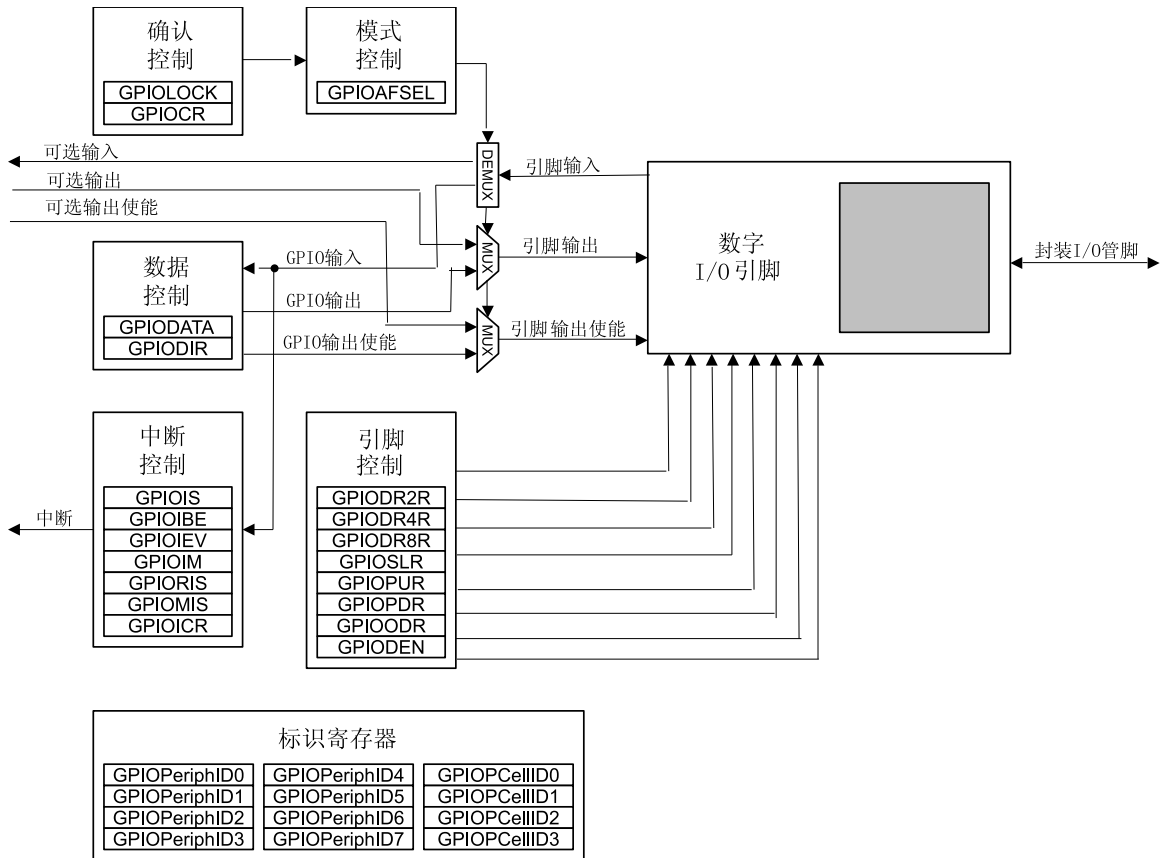 确认
控制
GPIOLOCK
GPIOCR
模式
控制
GPIOAFSEL
可选输入
可选输出
可选输出使能
DEMUX
引脚输入
数据
控制
GPIODATA
GPIODIR
GPIO输入
GPIO输出
GPIO输出使能
MUX
MUX
引脚输出
引脚输出使能
数字
I/O引脚
封装I/O管脚
中断
中断
控制
GPIOIS
GPIOIBE
GPIOIEV
GPIOIM
GPIORIS
GPIOMIS
GPIOICR
引脚
控制
GPIODR2R
GPIODR4R
GPIODR8R
GPIOSLR
GPIOPUR
GPIOPDR
GPIOODR
GPIODEN
标识寄存器
GPIOPeriphID0
GPIOPeriphID1
GPIOPeriphID2
GPIOPeriphID3
GPIOPeriphID4
GPIOPeriphID5
GPIOPeriphID6
GPIOPeriphID7
GPIOPCellID0
GPIOPCellID1
GPIOPCellID2
GPIOPCellID3